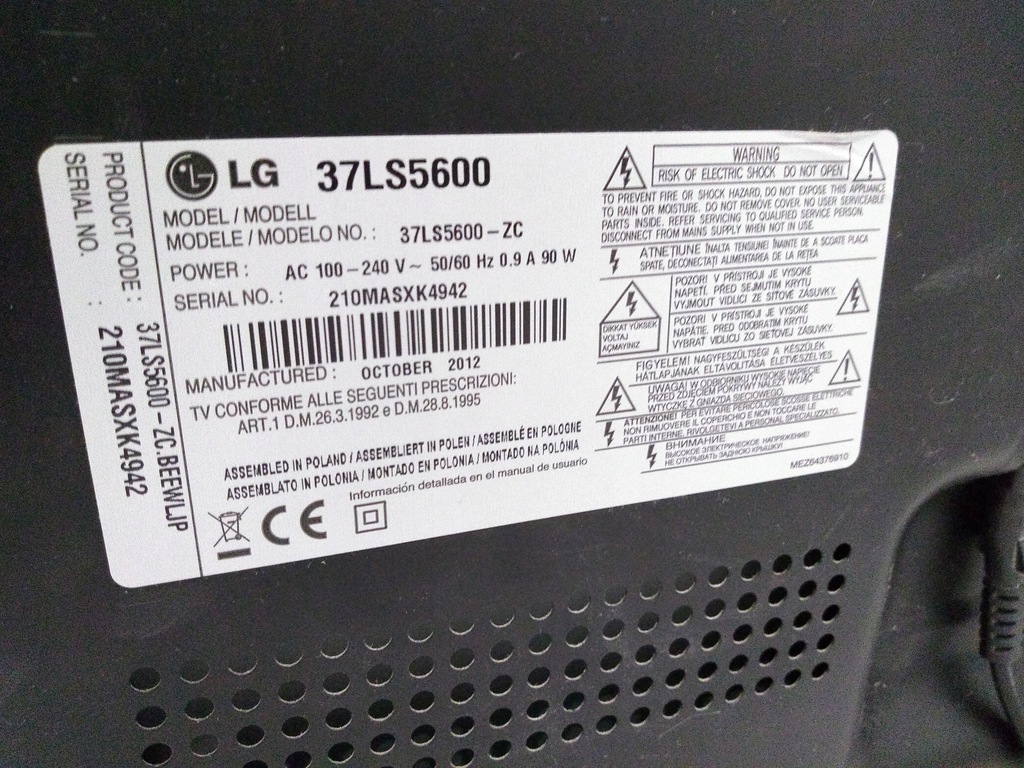 LG 37LS5600
MODEL / MODELL
MODELE / MODELO NO. : 37LS5600-ZC
POWER : AC 100-240 V~ 50/60 Hz 0.9 A 90 W
SERIAL NO. : 210MASXK4942
MANUFACTURED : OCTOBER 2012
TV CONFORME ALLE SEGUENTI PRESCRIZIONI:
ART.1 D.M.26.3.1992 e D.M.28.8.1995
ASSEMBLED IN POLAND / ASSEMBLIERT IN POLEN / ASSEMBLÉ EN POLOGNE
ASSEMBLATO IN POLONIA / MONTADO EN POLONIA / MONTADO NA POLÓNIA
Información detallada en el manual de usuario
CE
PRODUCT CODE : 37LS5600-ZC.BEEWLJP
SERIAL NO. : 210MASXK4942
WARNING
RISK OF ELECTRIC SHOCK DO NOT OPEN
TO PREVENT FIRE OR SHOCK HAZARD, DO NOT EXPOSE THIS APPLIANCE
TO RAIN OR MOISTURE. DO NOT REMOVE COVER. NO USER SERVICEABLE
PARTS INSIDE. REFER SERVICING TO QUALIFIED SERVICE PERSON.
DISCONNECT FROM MAINS SUPPLY WHEN NOT IN USE.
ATNEȚIUNE ÎNALTA TENSIUNE! ÎNAINTE DE A SCOATE PLACA
SPATE, DECONECTAȚI ALIMENTAREA DE LA REȚEA
DIKKAT YÜKSEK
VOLTAJ
AÇMAYINIZ
POZOR! V PŘÍSTROJI JE VYSOKÉ
NAPĚTÍ. PŘED SEJMUTÍM KRYTU
VYJMOUT VIDLICI ZE SÍTOVÉ ZÁSUVKY.
POZOR! V PRÍSTROJI JE VYSOKÉ
NAPÄTIE. PRED ODOBRATIM KRYTU
VYBRAT VIDLICU ZO SIEŤOVEJ ZÁSUVKY.
FIGYELEM! NAGYFESZÜLTSÉG! A KÉSZÜLÉK
HÁTLAPJÁNAK ELTÁVOLÍTÁSA ÉLETVESZÉLYES
UWAGA! W ODBIORNIKU WYSOKIE NAPIĘCIE
PRZED ZDJĘCIEM POKRYWY NALEŻY WYJĄĆ
WTYCZKĘ Z GNIAZDA SIECIOWEGO.
ATTENZIONE! PER EVITARE PERICOLOSE SCOSSE ELETTRICHE
NON RIMUOVERE IL COPERCHIO E NON TOCCARE LE
PARTI INTERNE. RIVOLGETEVI A PERSONAL SPECIALIZZATO.
ВНИМАНИЕ
ВЫСОКОЕ ЭЛЕКТРИЧЕСКОЕ НАПРЯЖЕНИЕ!
НЕ ОТКРЫВАТЬ ЗАДНЮЮ КРЫШКУ!
MEZ64376910